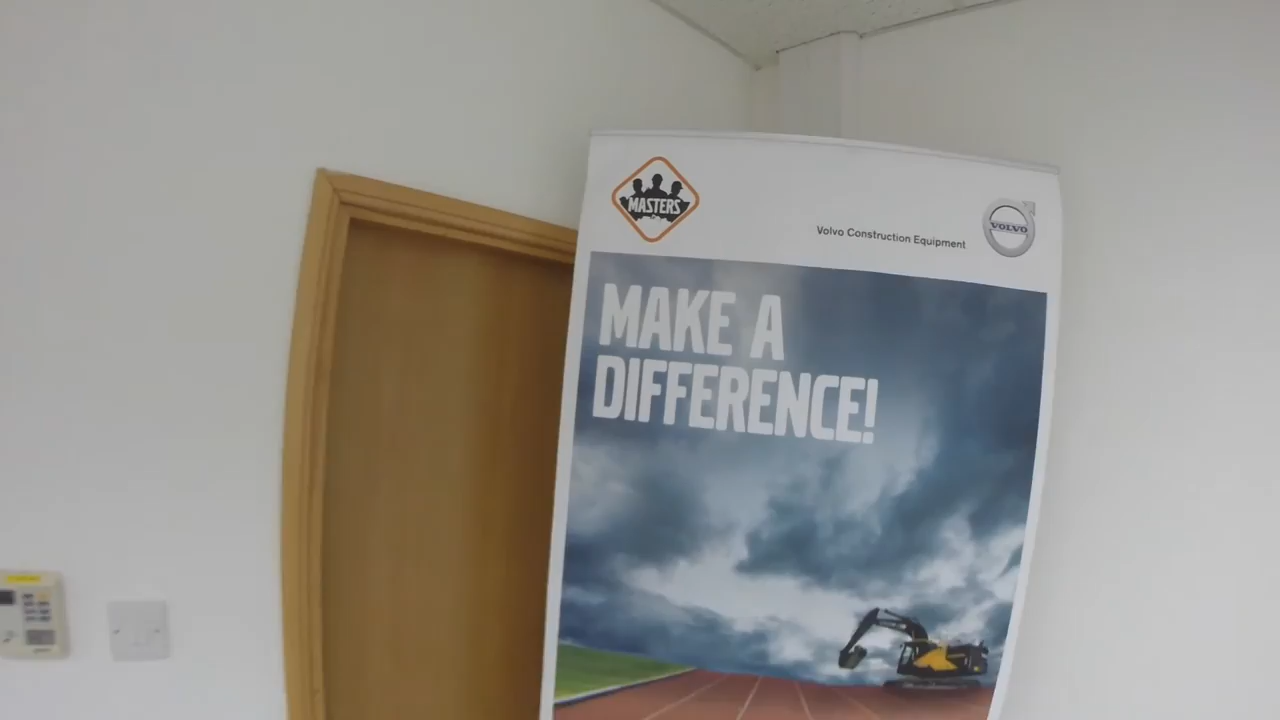 MASTERS
Volvo Construction Equipment
VOLVO
MAKE A
DIFFERENCE!